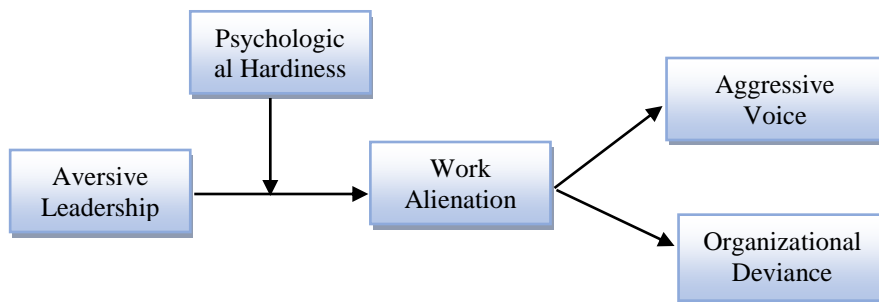 Psychologic
al Hardiness
Aggressive
Voice
Aversive
Leadership
Work
Alienation
Organizational
Deviance